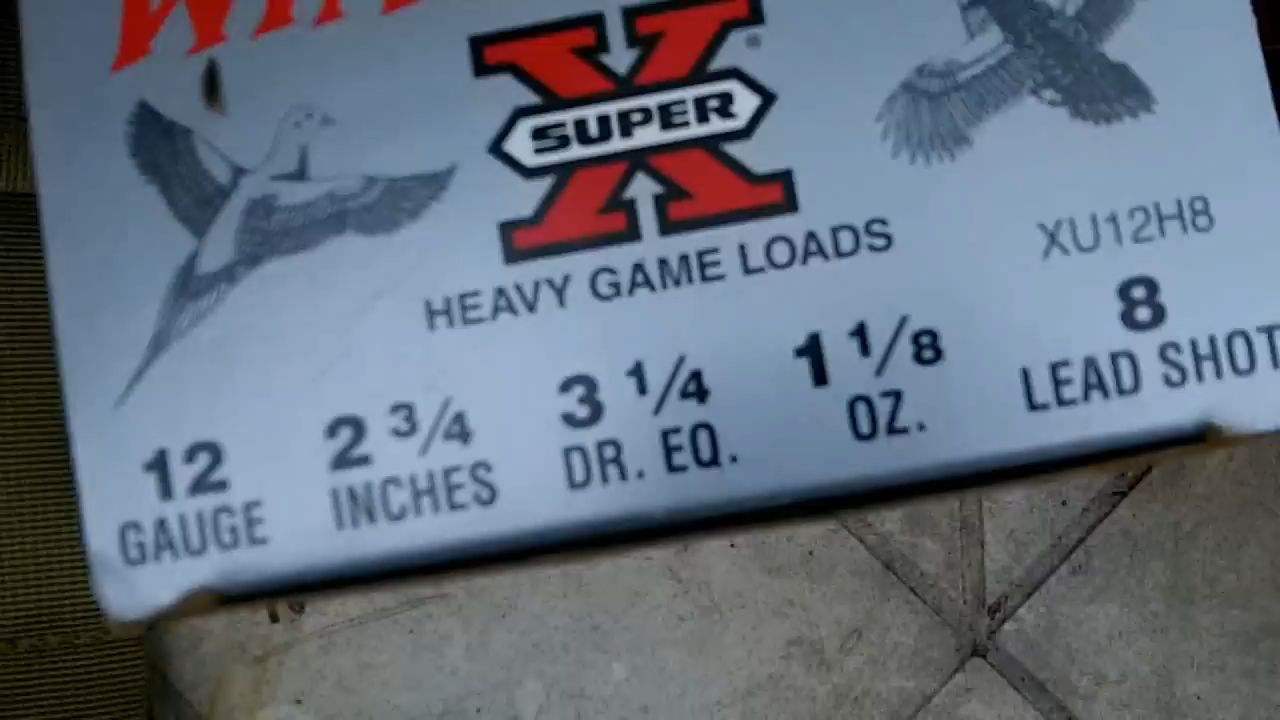 SUPER X
HEAVY GAME LOADS
XU12H8
12 GAUGE
2 3/4 INCHES
3 1/4 DR. EQ.
1 1/8 OZ.
8 LEAD SHOT